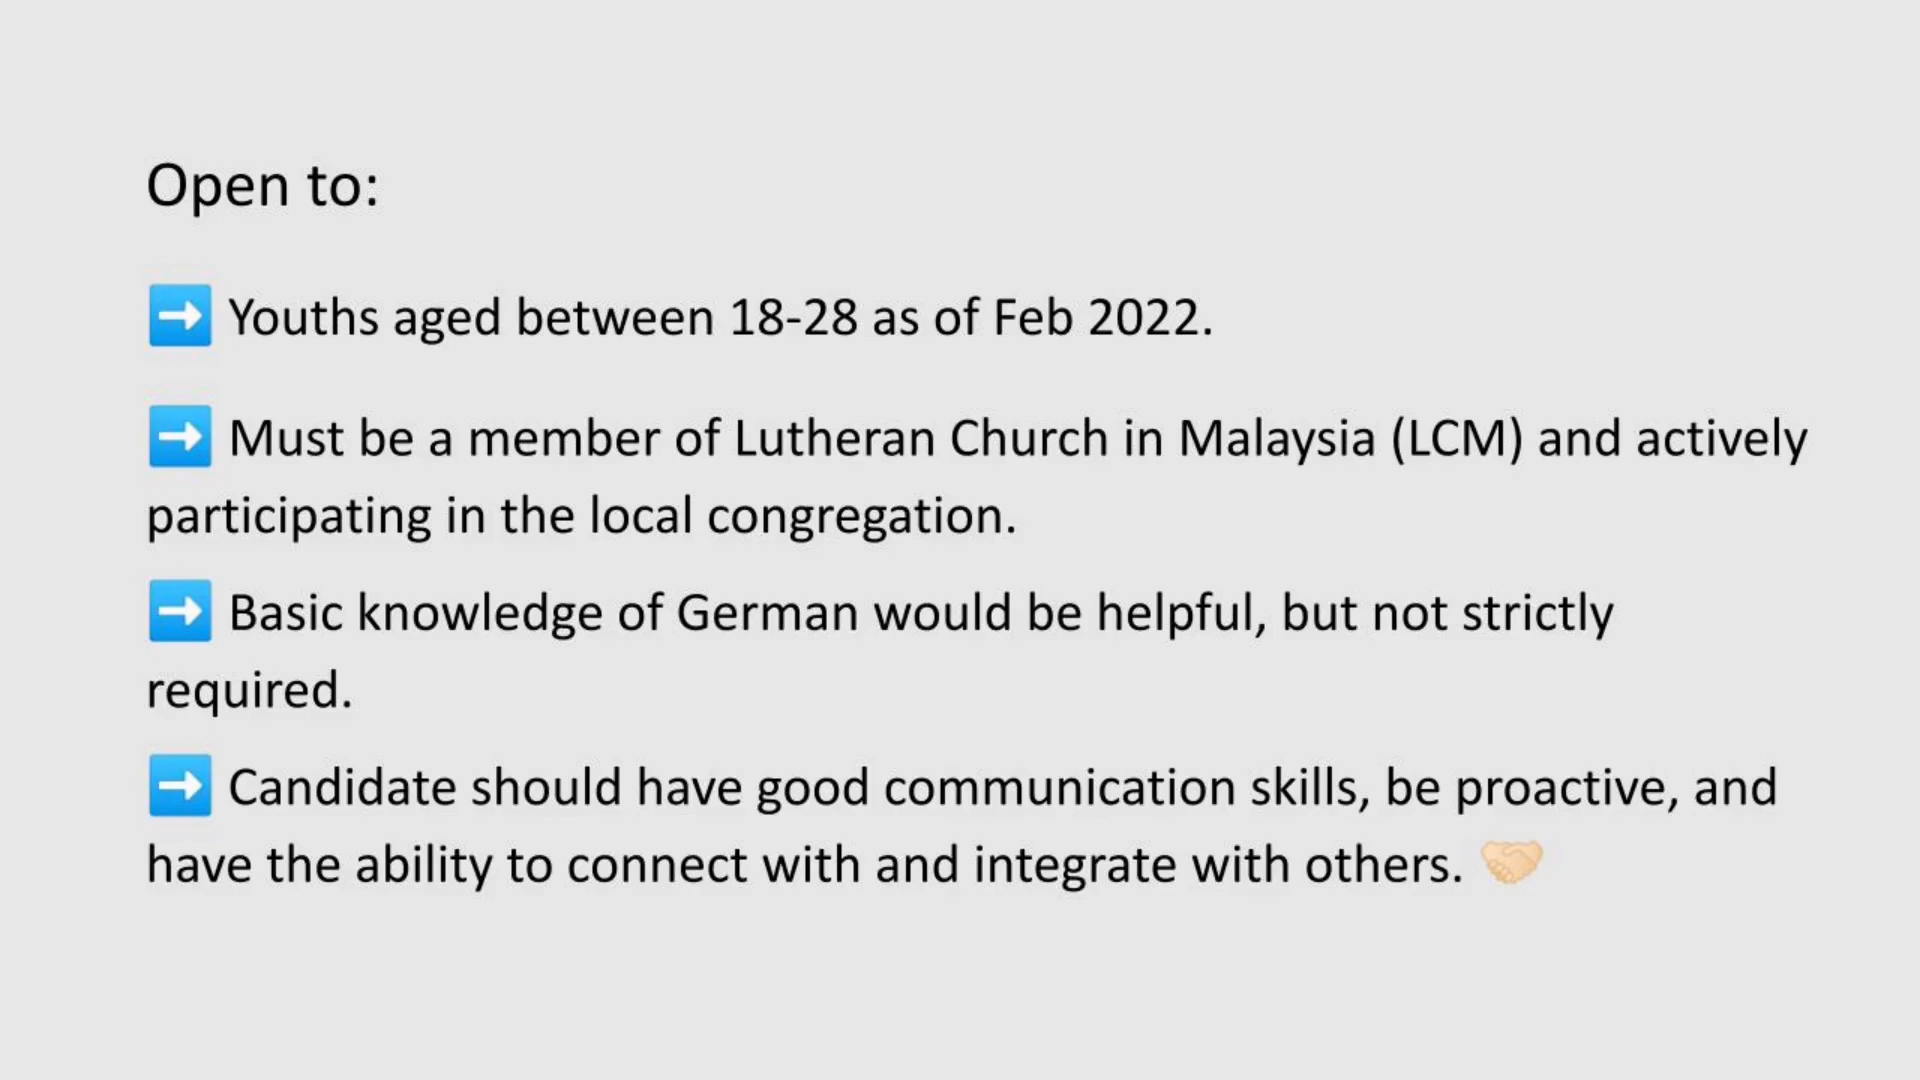 Open to:
➡️ Youths aged between 18-28 as of Feb 2022.
➡️ Must be a member of Lutheran Church in Malaysia (LCM) and actively
participating in the local congregation.
➡️ Basic knowledge of German would be helpful, but not strictly
required.
➡️ Candidate should have good communication skills, be proactive, and
have the ability to connect with and integrate with others. 🤝🏻